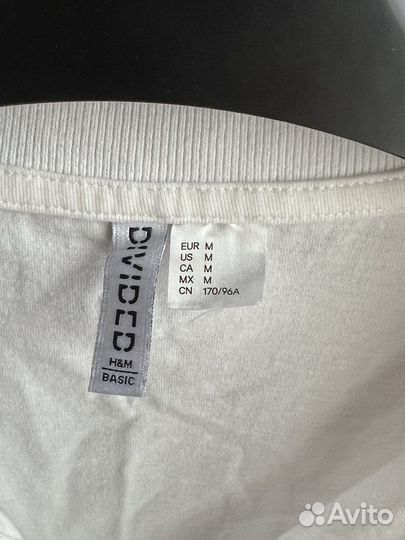 DIVIDED
H&M
BASIC
EUR M
US M
CA M
MX M
CN 170/96A
Avito